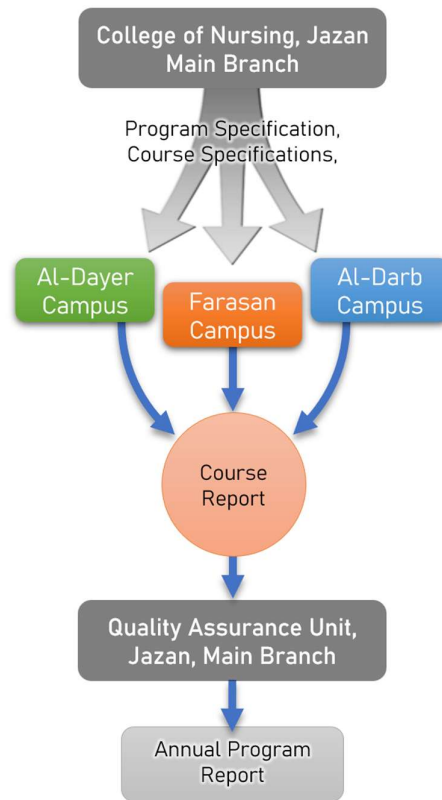 College of Nursing, Jazan
Main Branch
Program Specification,
Course Specifications,
Al-Dayer
Campus
Farasan
Campus
Al-Darb
Campus
Course
Report
Quality Assurance Unit,
Jazan, Main Branch
Annual Program
Report